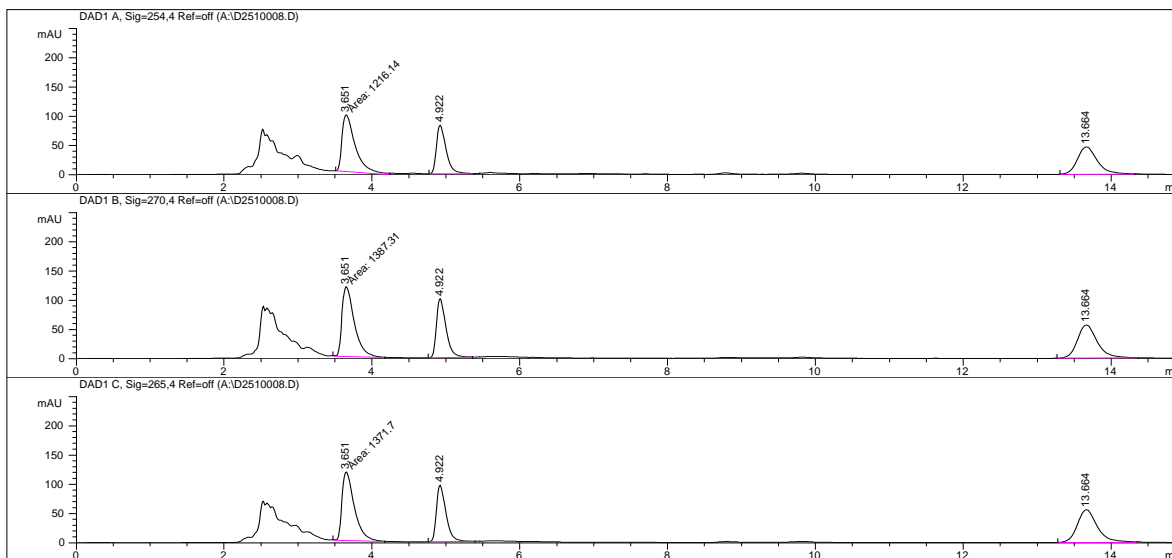 DAD1 A, Sig=254,4 Ref=off (A:\D2510008.D)
mAU
200
150
100
50
0
3.651
Area: 1216.14
4.922
13.664
0 2 4 6 8 10 12 14 m
DAD1 B, Sig=270,4 Ref=off (A:\D2510008.D)
mAU
200
150
100
50
0
3.651
Area: 1387.31
4.922
13.664
0 2 4 6 8 10 12 14 m
DAD1 C, Sig=265,4 Ref=off (A:\D2510008.D)
mAU
200
150
100
50
0
3.651
Area: 1371.7
4.922
13.664
0 2 4 6 8 10 12 14 m